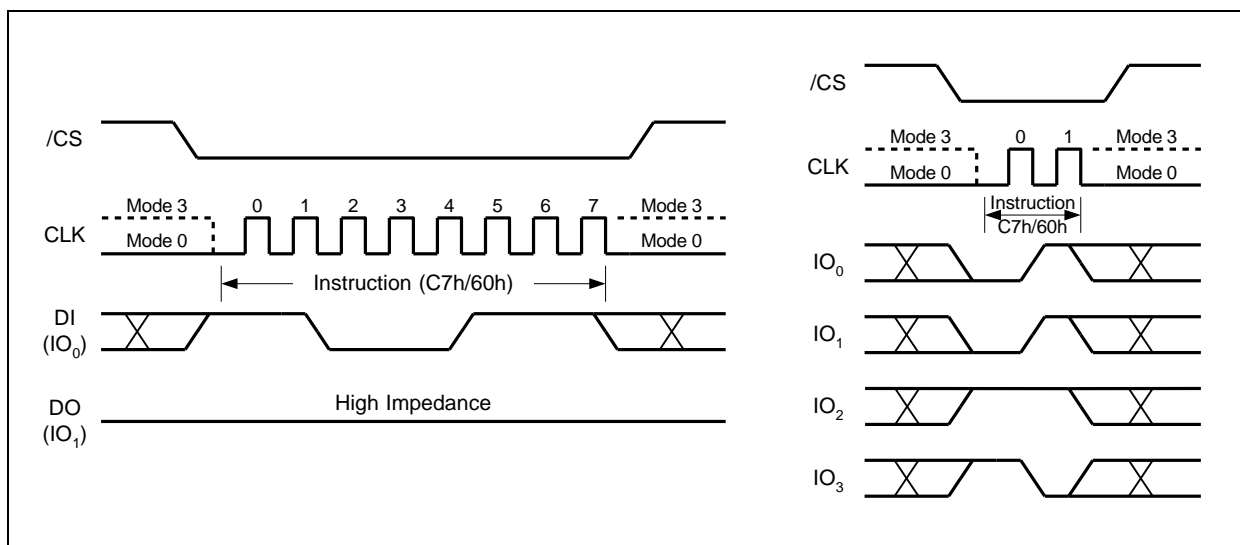 /CS
Mode 3
0 1 2 3 4 5 6 7
Mode 3
CLK
Mode 0
Mode 0
Instruction (C7h/60h)
DI
(IO₀)
High Impedance
DO
(IO₁)
/CS
Mode 3
0 1
Mode 3
CLK
Mode 0
Mode 0
Instruction
C7h/60h
IO₀
IO₁
IO₂
IO₃